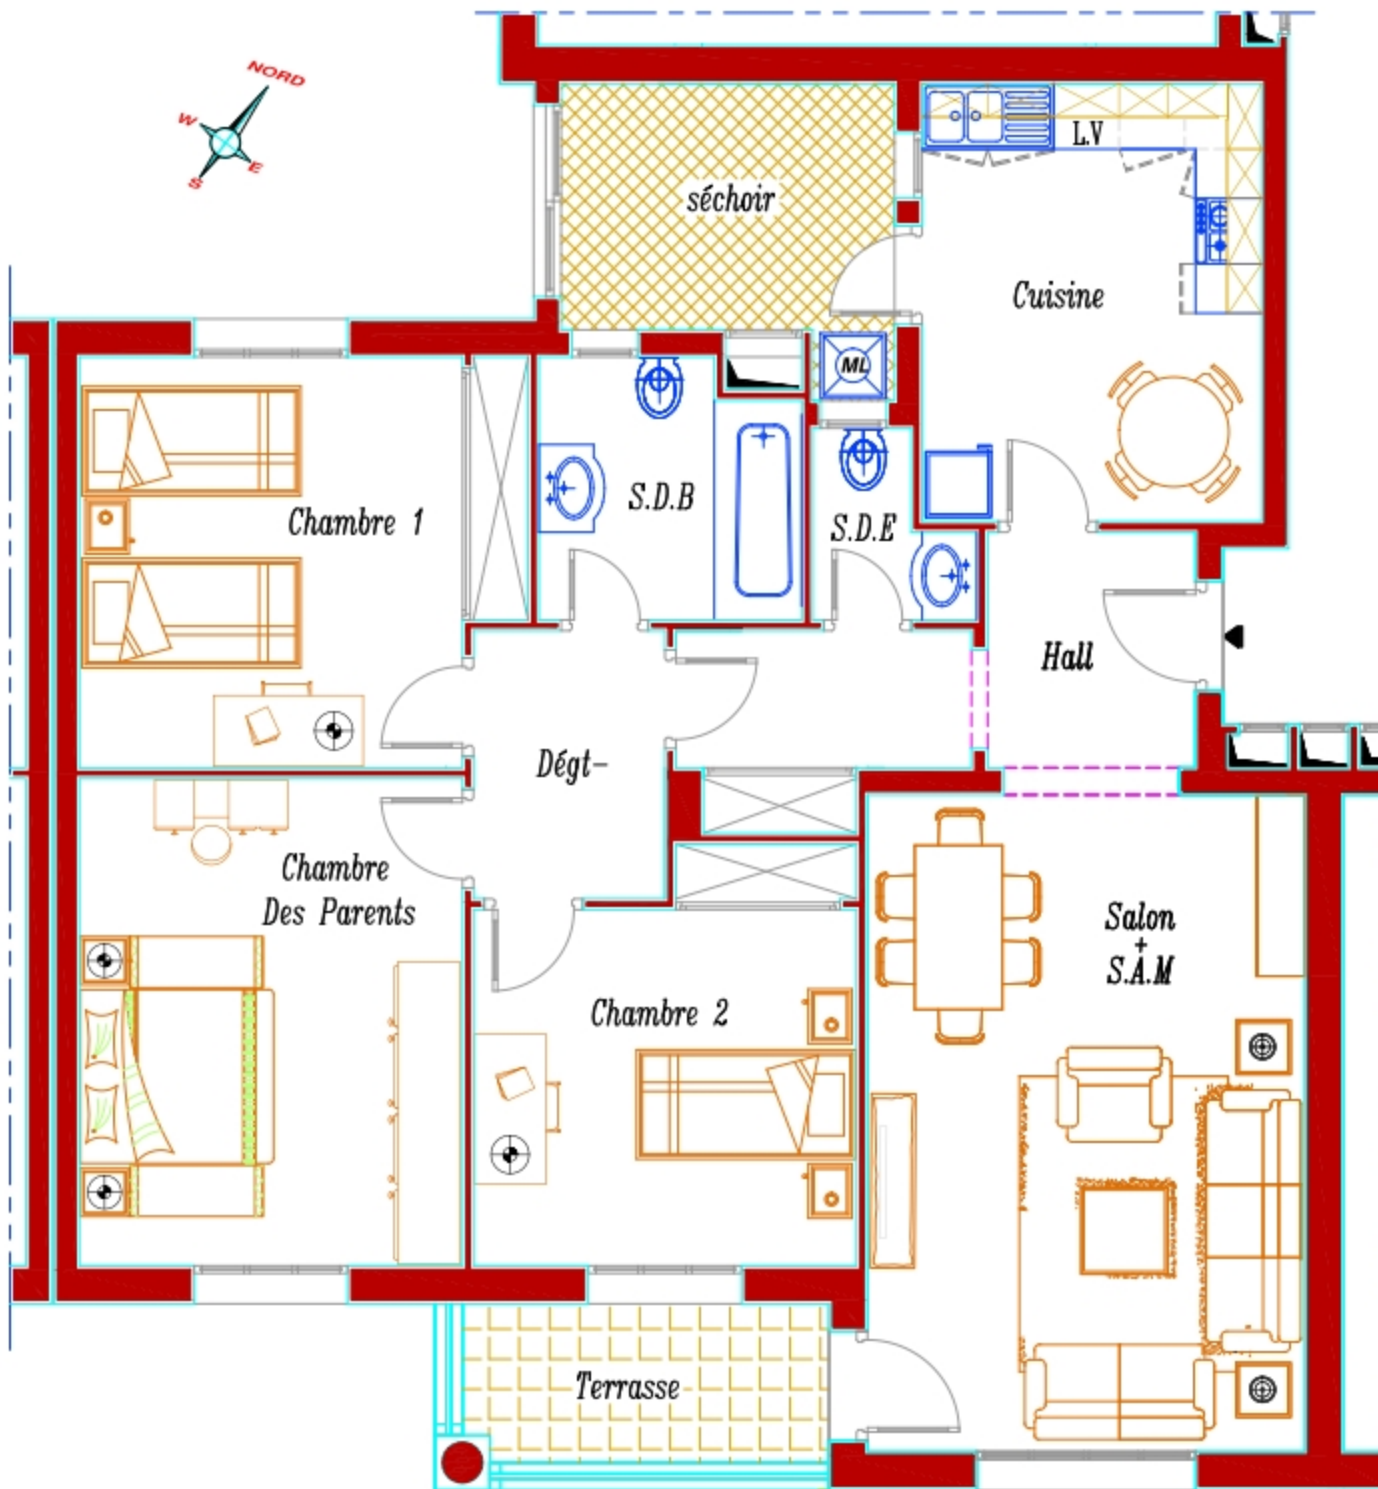 NORD
W
E
S
séchoir
L.V
Cuisine
ML
S.D.B
S.D.E
Chambre 1
Hall
Dégt-
Chambre
Des Parents
Salon
+
S.A.M
Chambre 2
Terrasse